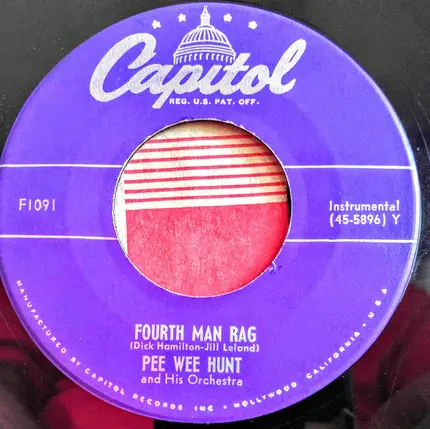 Capitol
REG. U.S. PAT. OFF.
F1091
Instrumental
(45-5896) Y
FOURTH MAN RAG
(Dick Hamilton-Jill Leland)
PEE WEE HUNT
and His Orchestra
MANUFACTURED BY CAPITOL RECORDS INC • HOLLYWOOD CALIFORNIA • U.S.A.